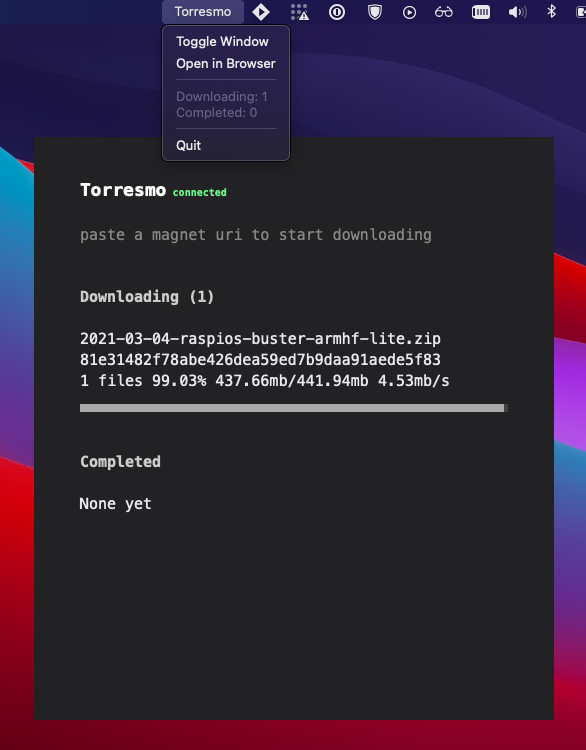 Torresmo
Toggle Window
Open in Browser
Downloading: 1
Completed: 0
Quit
Torresmo connected
paste a magnet uri to start downloading
Downloading (1)
2021-03-04-raspios-buster-armhf-lite.zip
81e31482f78abe426dea59ed7b9daa91aede5f83
1 files 99.03% 437.66mb/441.94mb 4.53mb/s
Completed
None yet